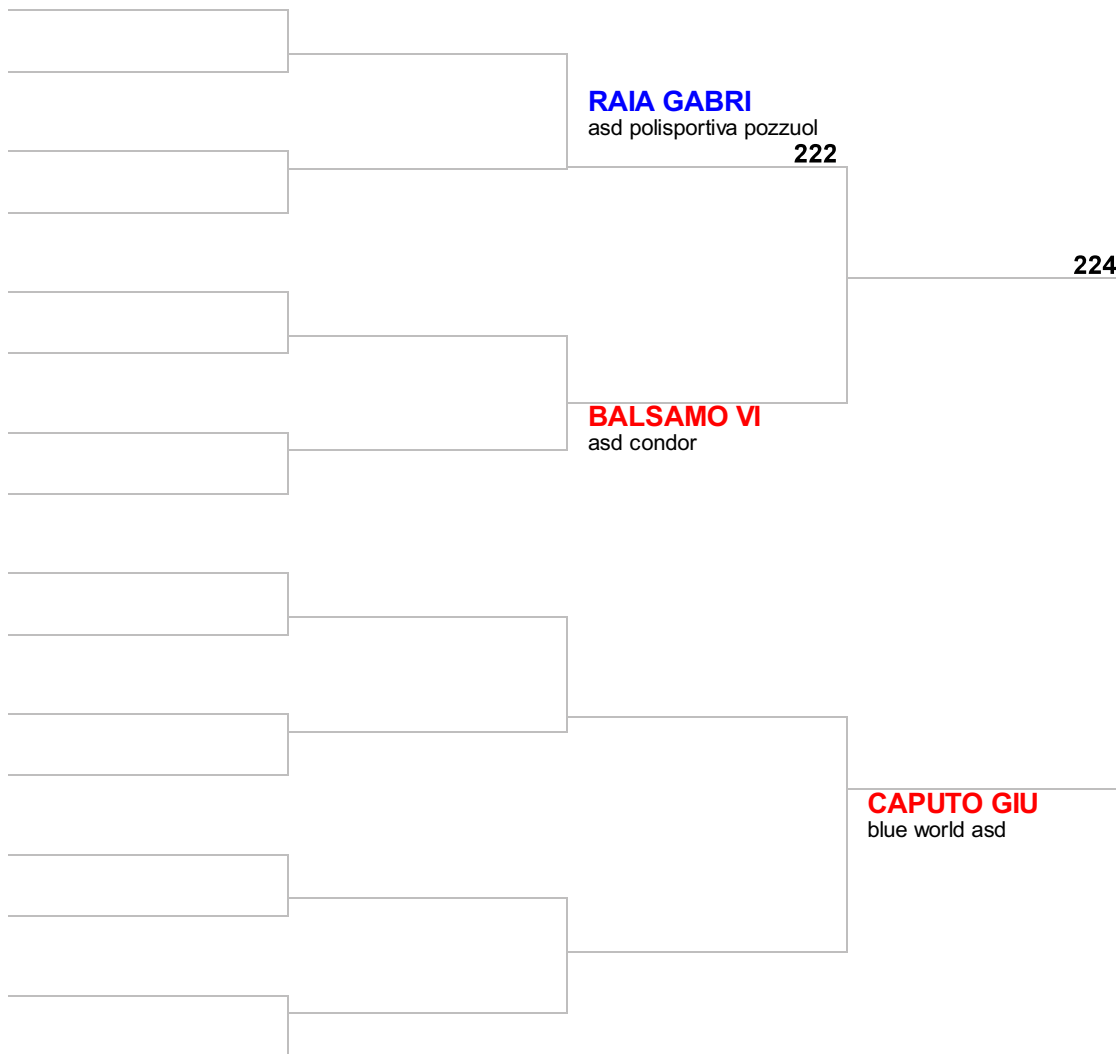 RAIA GABRI
asd polisportiva pozzuol
222
224
BALSAMO VI
asd condor
CAPUTO GIU
blue world asd